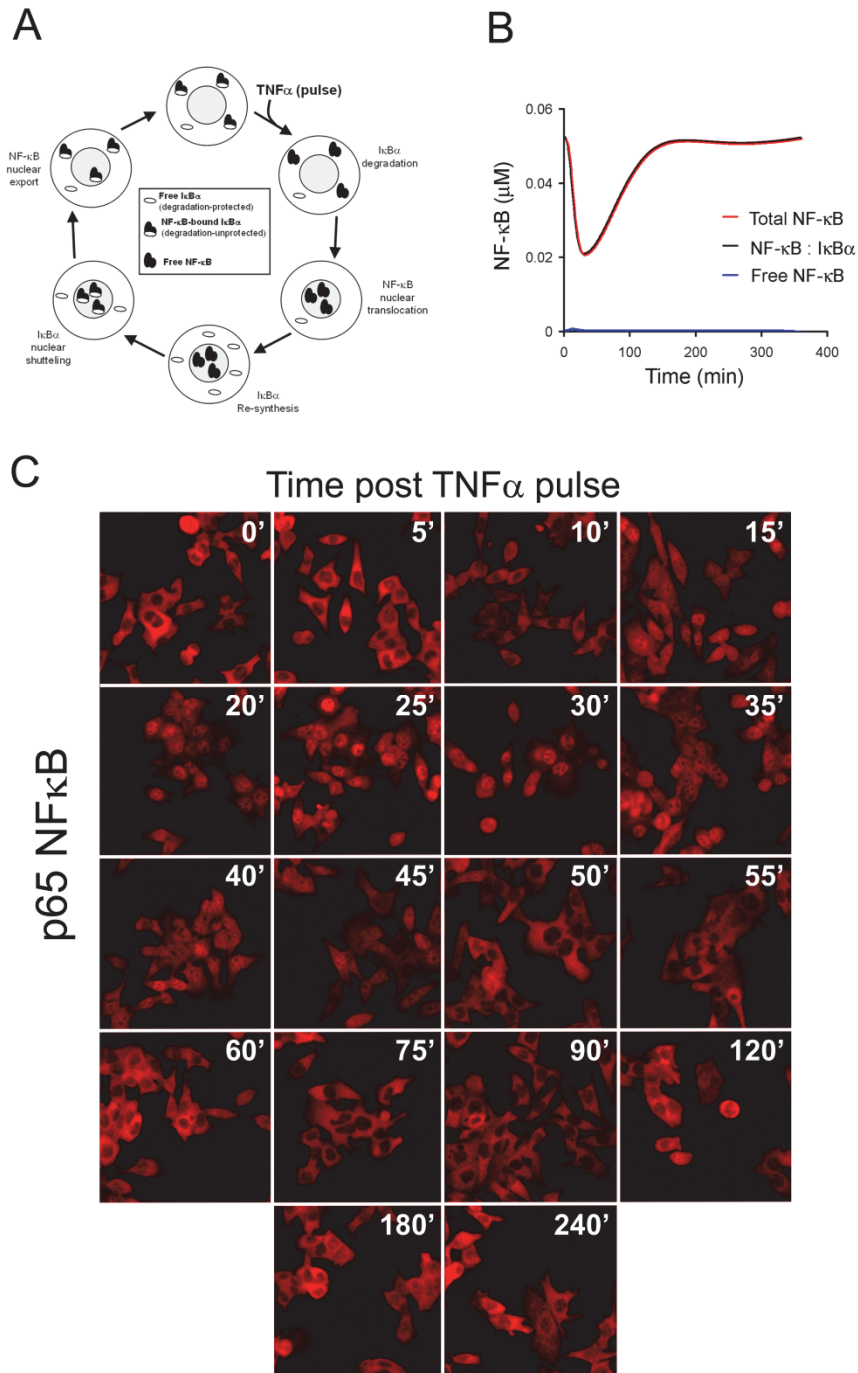 A
TNFα (pulse)
IκBα
degradation
NF-κB
nuclear
translocation
IκBα
Re-synthesis
IκBα
nuclear
shutteling
NF-κB
nuclear
export
Free IκBα
(degradation-protected)
NF-κB-bound IκBα
(degradation-unprotected)
Free NF-κB
B
NF-κB (μM)
0.06
0.04
0.02
0
0 100 200 300 400
Time (min)
Total NF-κB
NF-κB : IκBα
Free NF-κB
C
Time post TNFα pulse
p65 NFκB
0’ 5’ 10’ 15’
20’ 25’ 30’ 35’
40’ 45’ 50’ 55’
60’ 75’ 90’ 120’
180’ 240’